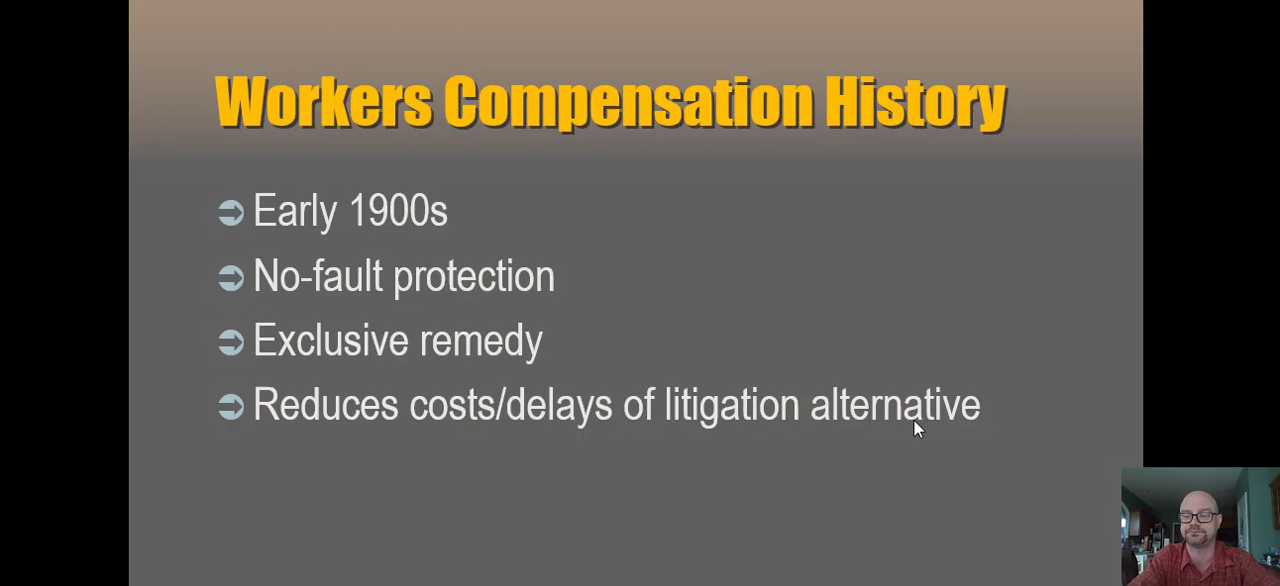 Workers Compensation History
Early 1900s
No-fault protection
Exclusive remedy
Reduces costs/delays of litigation alternative